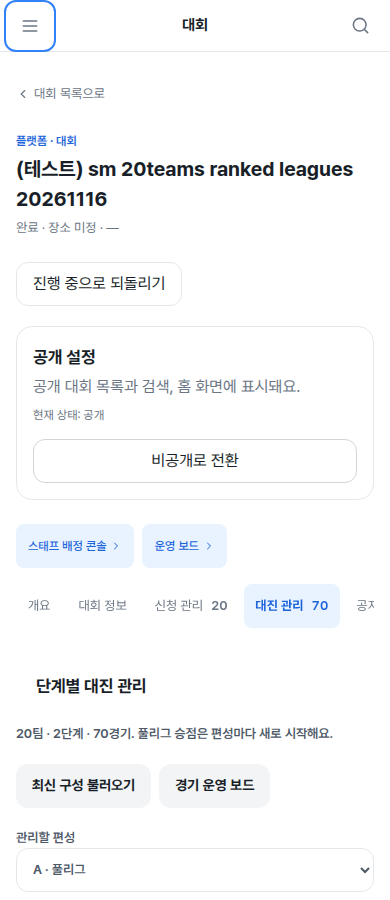 대회
대회 목록으로
플랫폼 · 대회
(테스트) sm 20teams ranked leagues
20261116
완료 · 장소 미정 · —
진행 중으로 되돌리기
공개 설정
공개 대회 목록과 검색, 홈 화면에 표시돼요.
현재 상태: 공개
비공개로 전환
스태프 배정 콘솔
운영 보드
개요 대회 정보 신청 관리 20 대진 관리 70 공지
단계별 대진 관리
20팀 · 2단계 · 70경기. 풀리그 승점은 편성마다 새로 시작해요.
최신 구성 불러오기
경기 운영 보드
관리할 편성
A · 풀리그